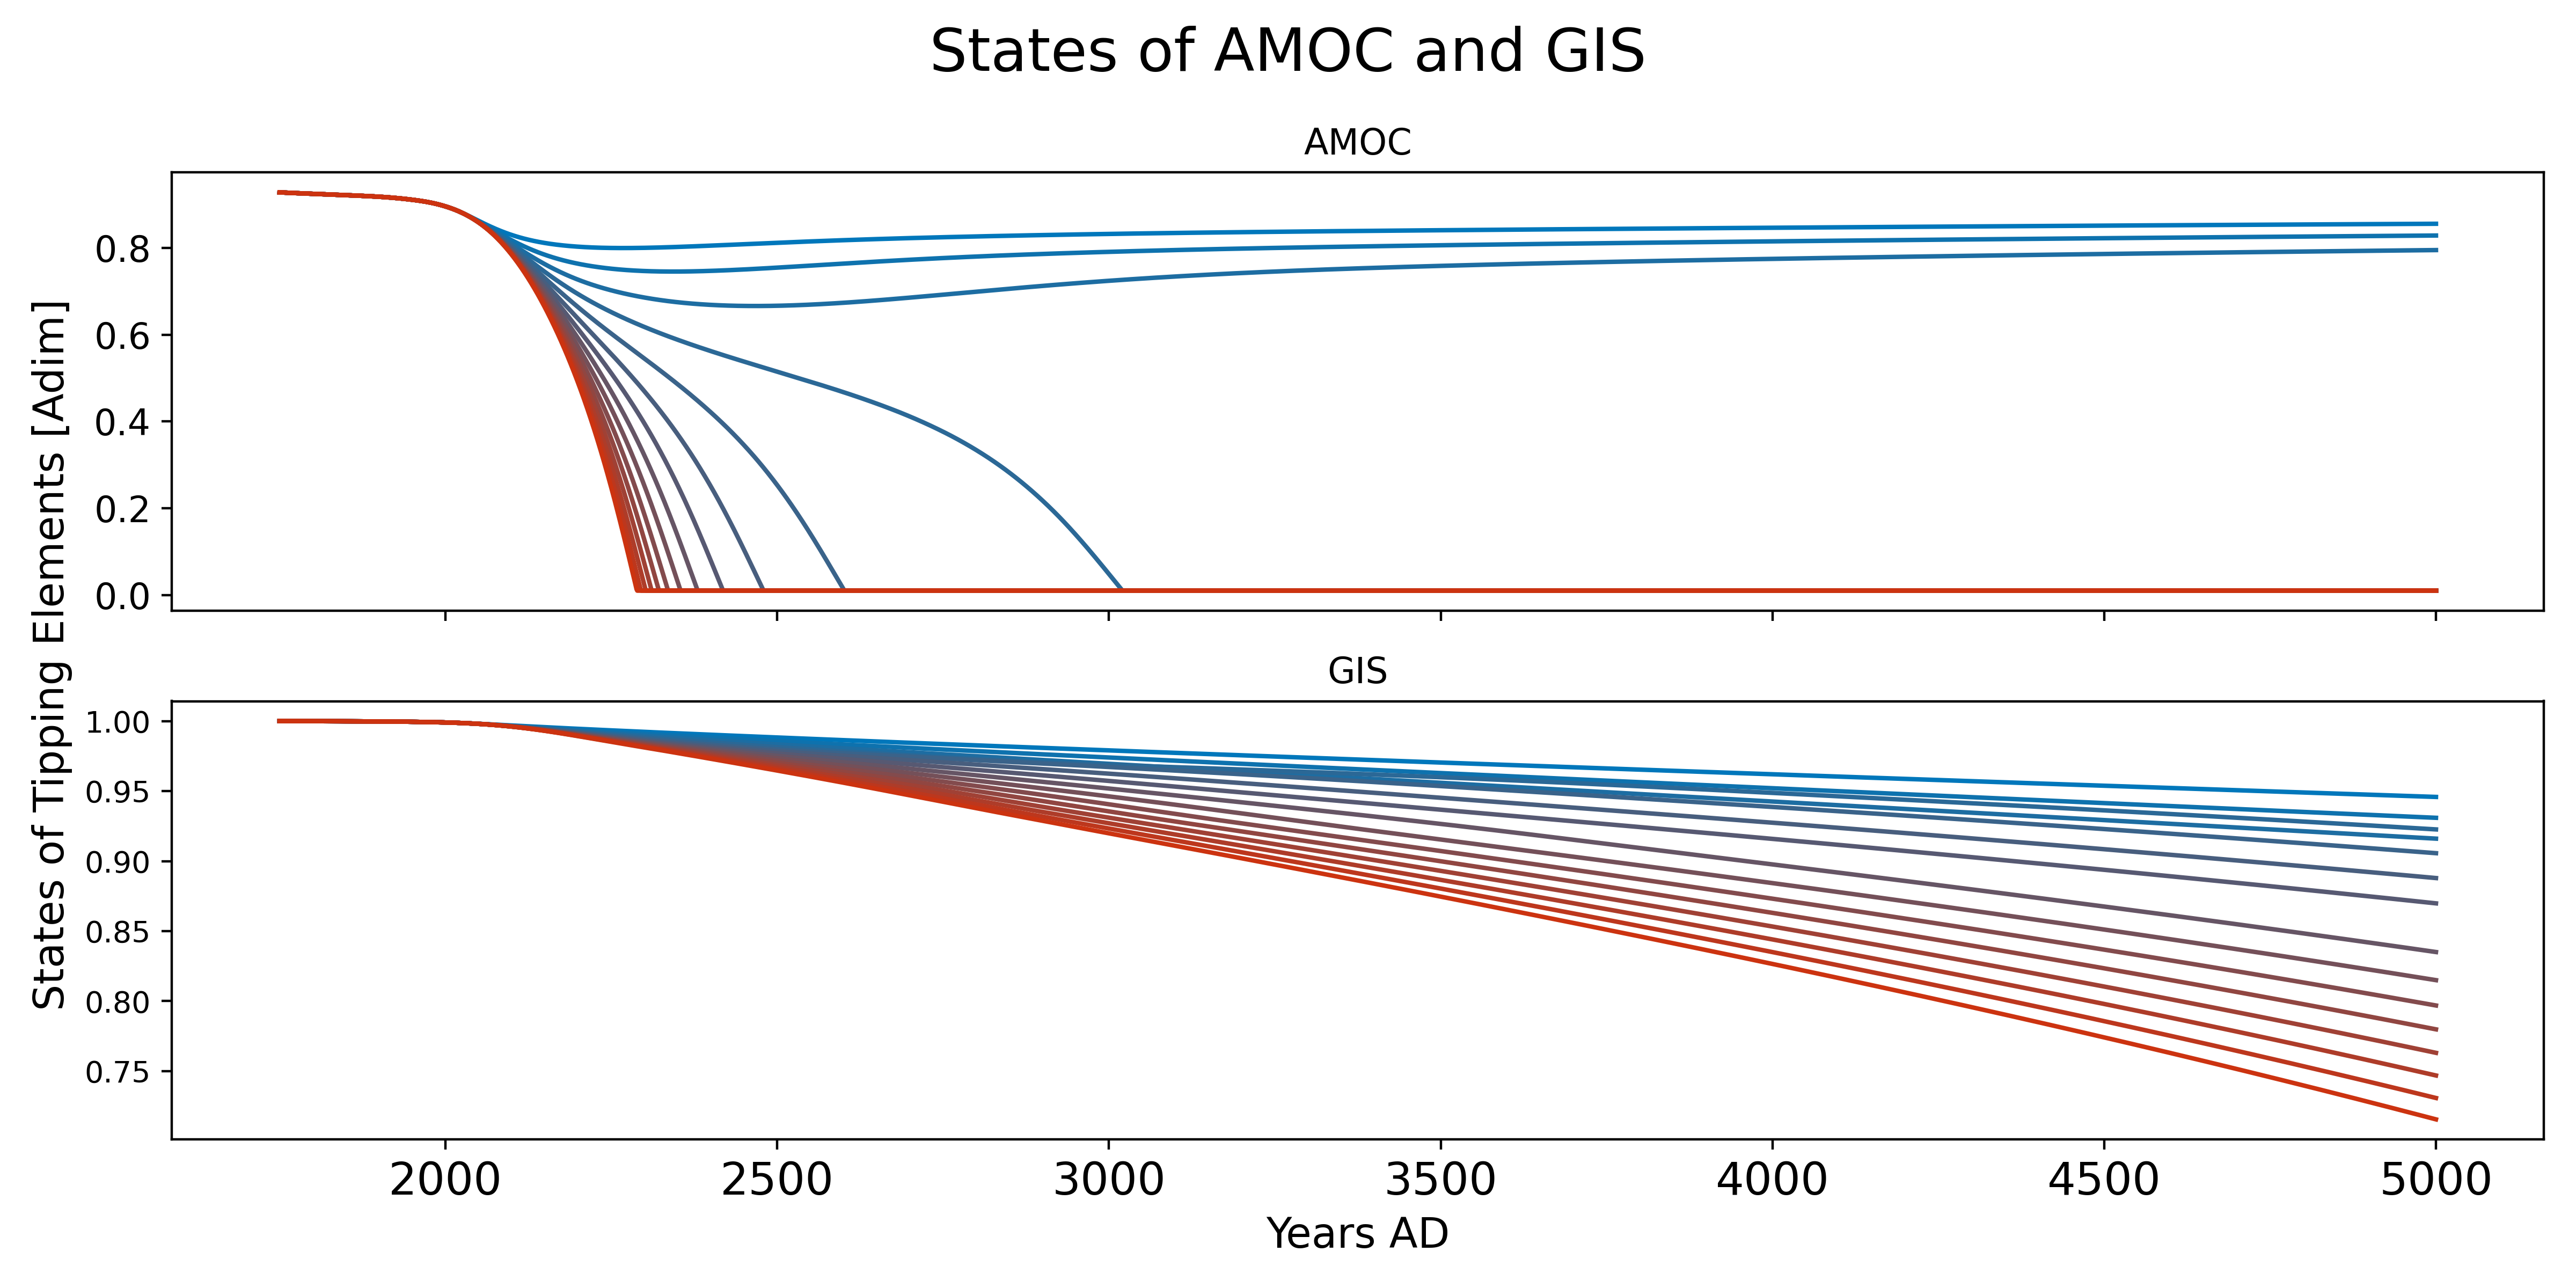 States of AMOC and GIS
AMOC
0.8
0.6
0.4
0.2
0.0
States of Tipping Elements [Adim]
GIS
1.00
0.95
0.90
0.85
0.80
0.75
2000 2500 3000 3500 4000 4500 5000
Years AD